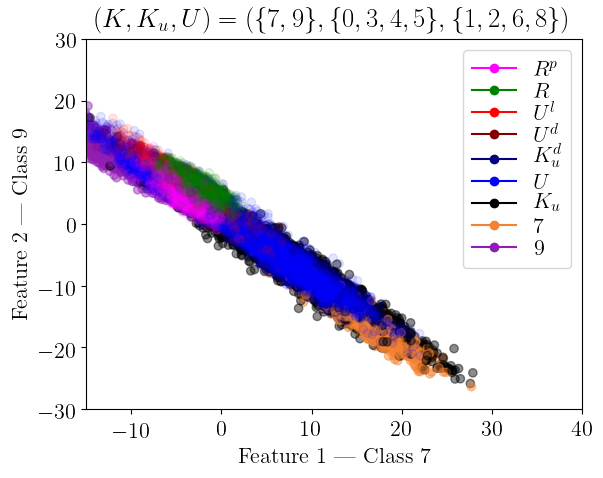 (K, K_u, U) = ({7, 9}, {0, 3, 4, 5}, {1, 2, 6, 8})
30
20
10
0
−10
−20
−30
Feature 2 — Class 9
R^p
R
U^l
U^d
K_u^d
U
K_u
7
9
−10
0
10
20
30
40
Feature 1 — Class 7